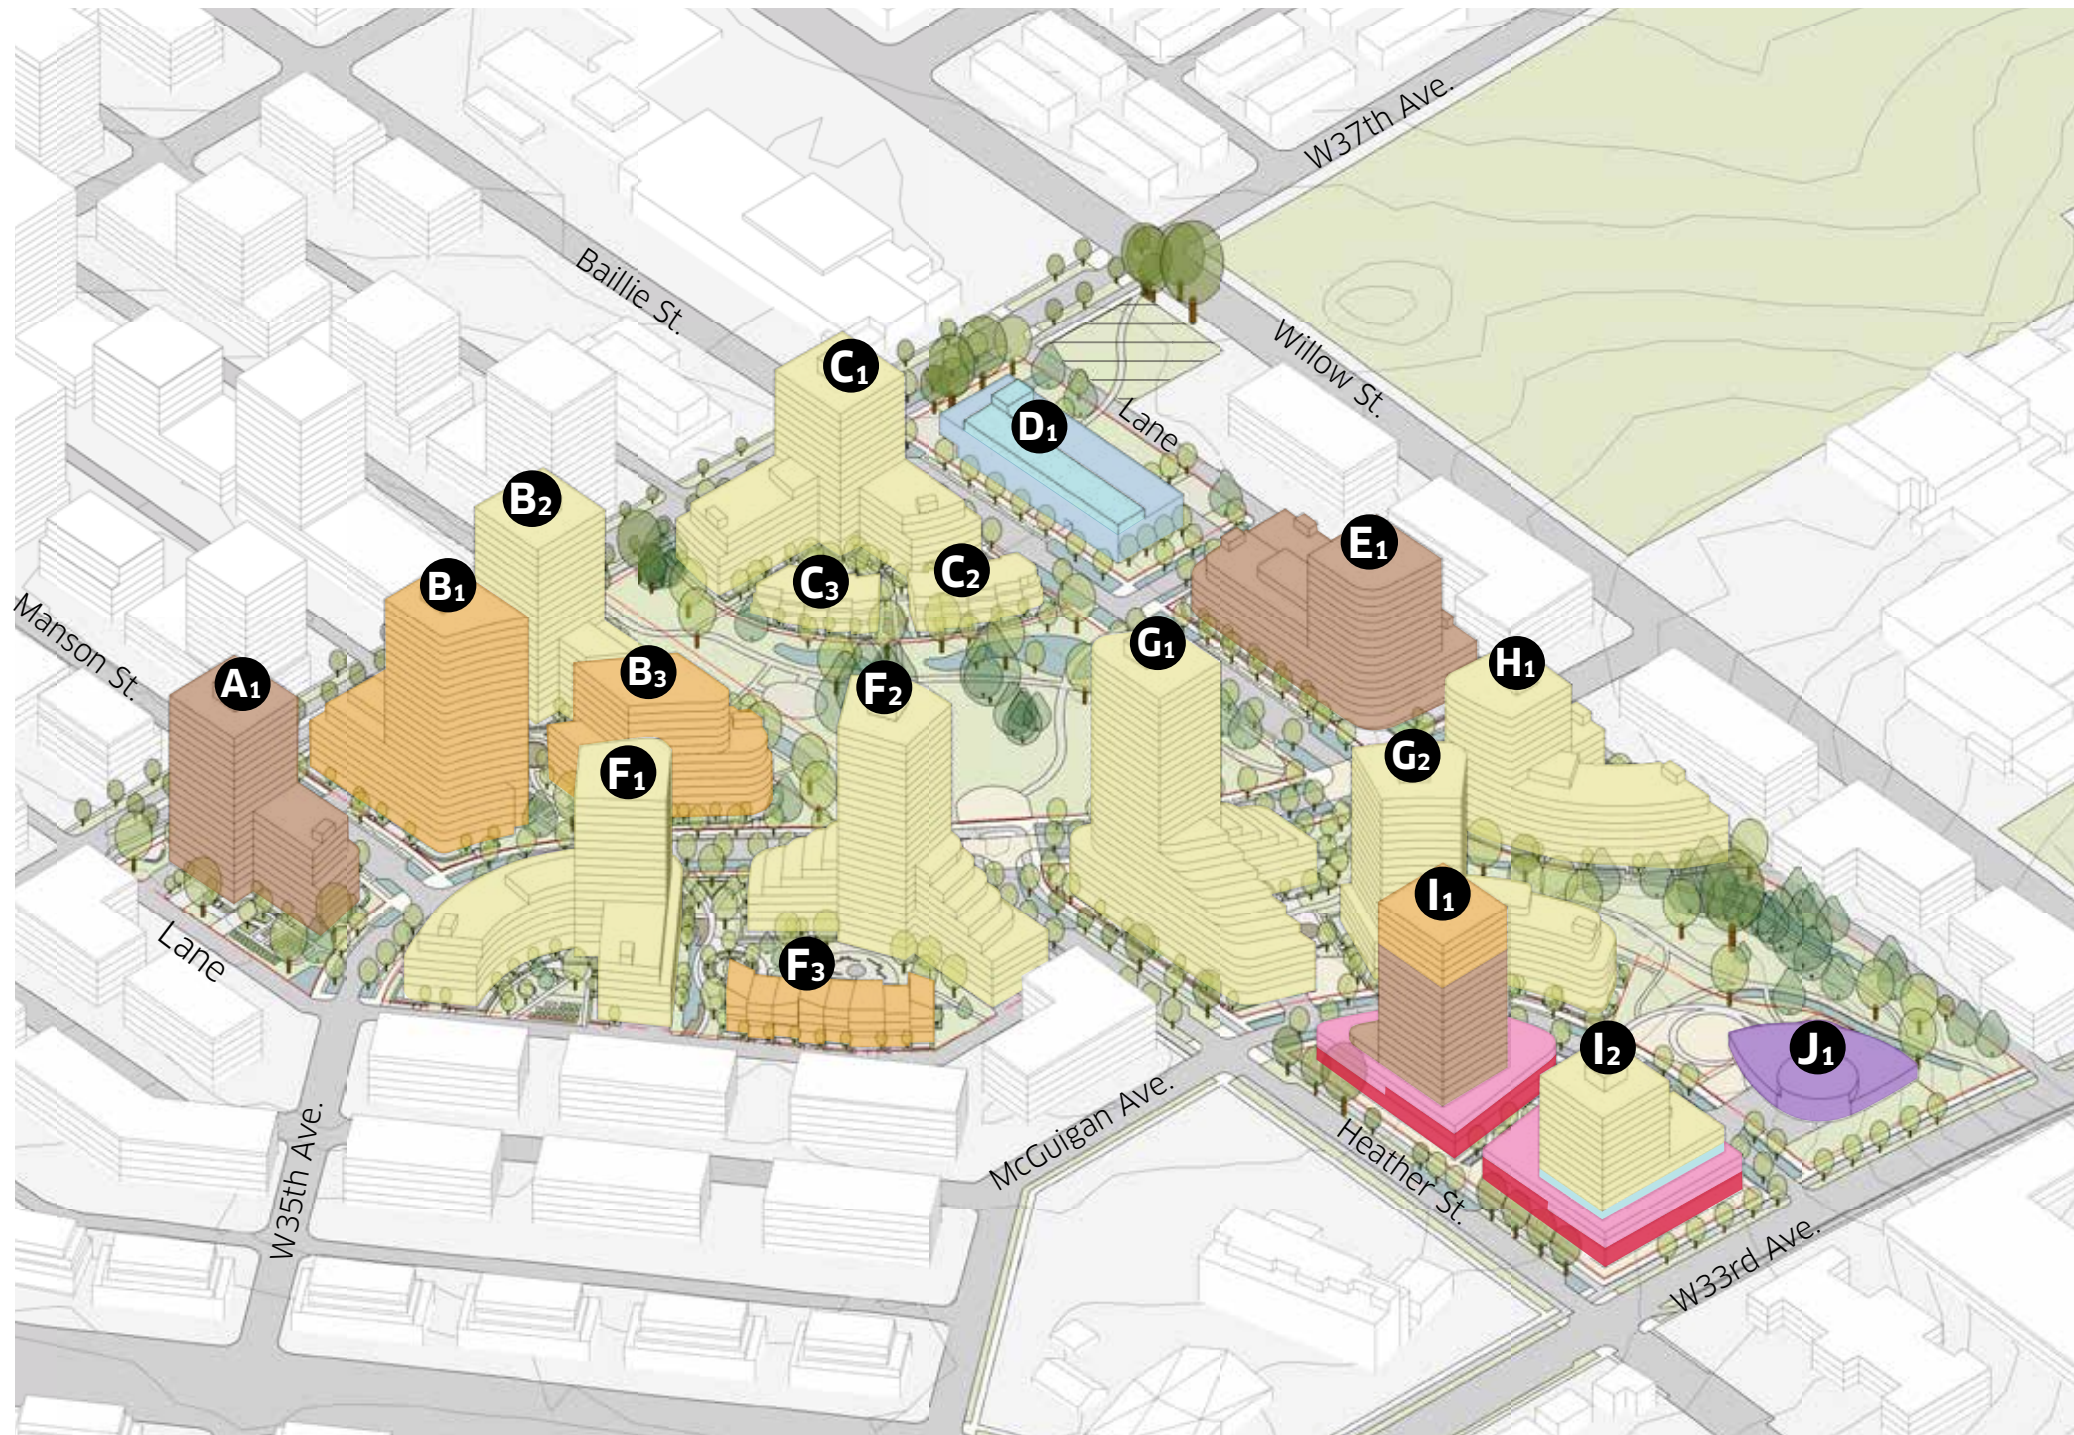 W37th Ave.
Baillie St.
Willow St.
C1
D1
Lane
B2
E1
C3
C2
B1
Manson St.
G1
H1
A1
B3
F2
F1
G2
I1
Lane
F3
I2
J1
McGuigan Ave.
Heather St.
W35th Ave.
W33rd Ave.